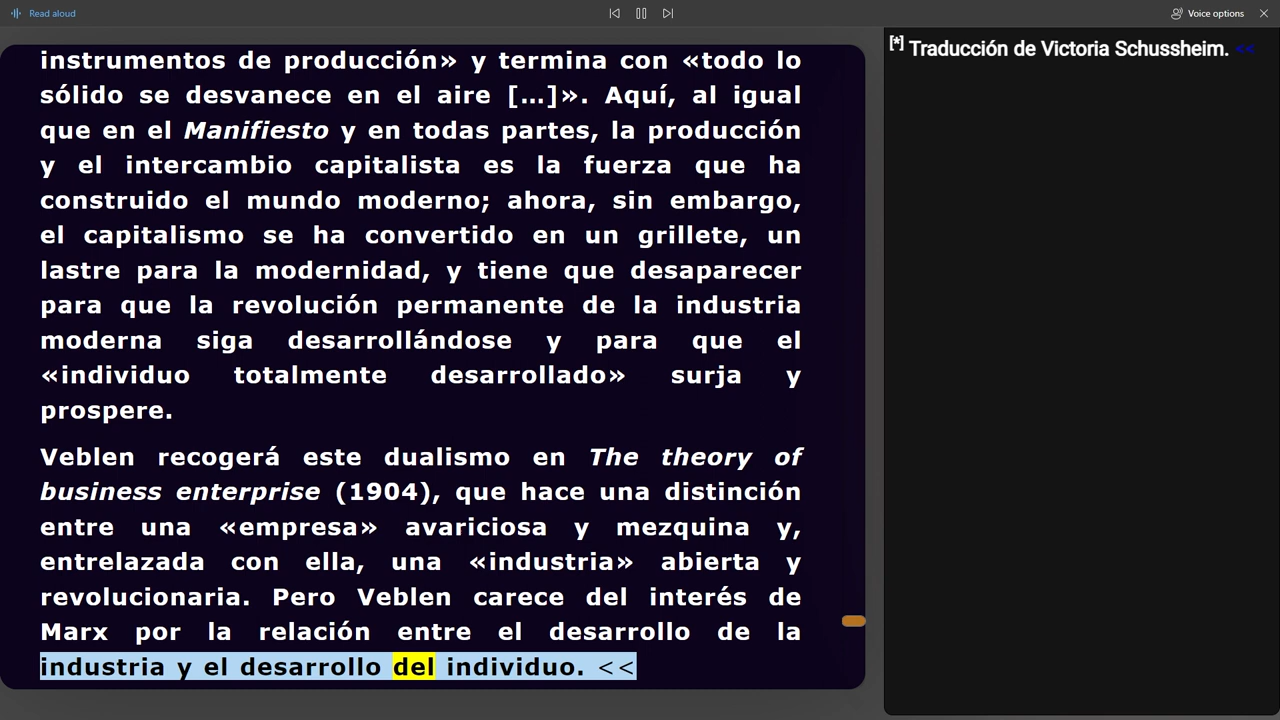 Read aloud
Voice options
instrumentos de producción» y termina con «todo lo
sólido se desvanece en el aire […]». Aquí, al igual
que en el Manifiesto y en todas partes, la producción
y el intercambio capitalista es la fuerza que ha
construido el mundo moderno; ahora, sin embargo,
el capitalismo se ha convertido en un grillete, un
lastre para la modernidad, y tiene que desaparecer
para que la revolución permanente de la industria
moderna siga desarrollándose y para que el
«individuo totalmente desarrollado» surja y
prospere.
Veblen recogerá este dualismo en The theory of
business enterprise (1904), que hace una distinción
entre una «empresa» avariciosa y mezquina y,
entrelazada con ella, una «industria» abierta y
revolucionaria. Pero Veblen carece del interés de
Marx por la relación entre el desarrollo de la
industria y el desarrollo del individuo. <<
[*] Traducción de Victoria Schussheim. <<